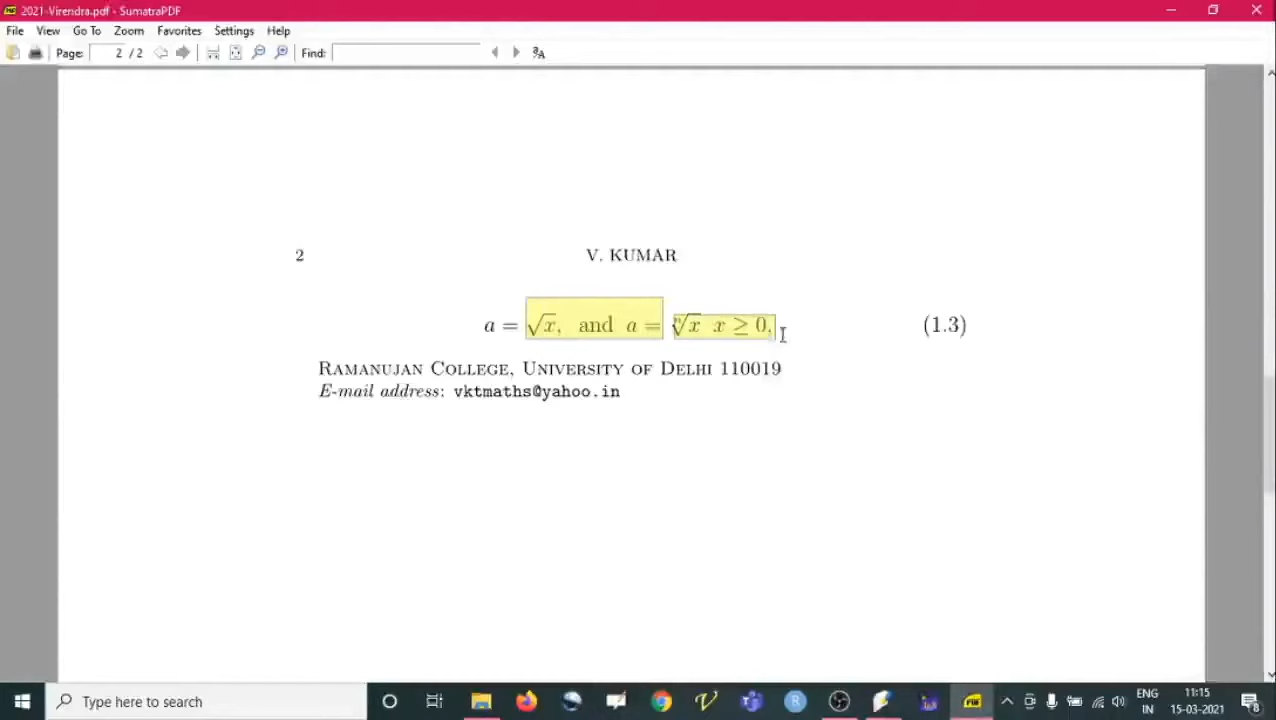 2021-Virendra.pdf - SumatraPDF
File View Go To Zoom Favorites Settings Help
Page: 2 / 2 Find:
2 V. KUMAR
a = √x, and a = ⁿ√x x ≥ 0, (1.3)
RAMANUJAN COLLEGE, UNIVERSITY OF DELHI 110019
E-mail address: vktmaths@yahoo.in
Type here to search ENG 11:15
IN 15-03-2021 8